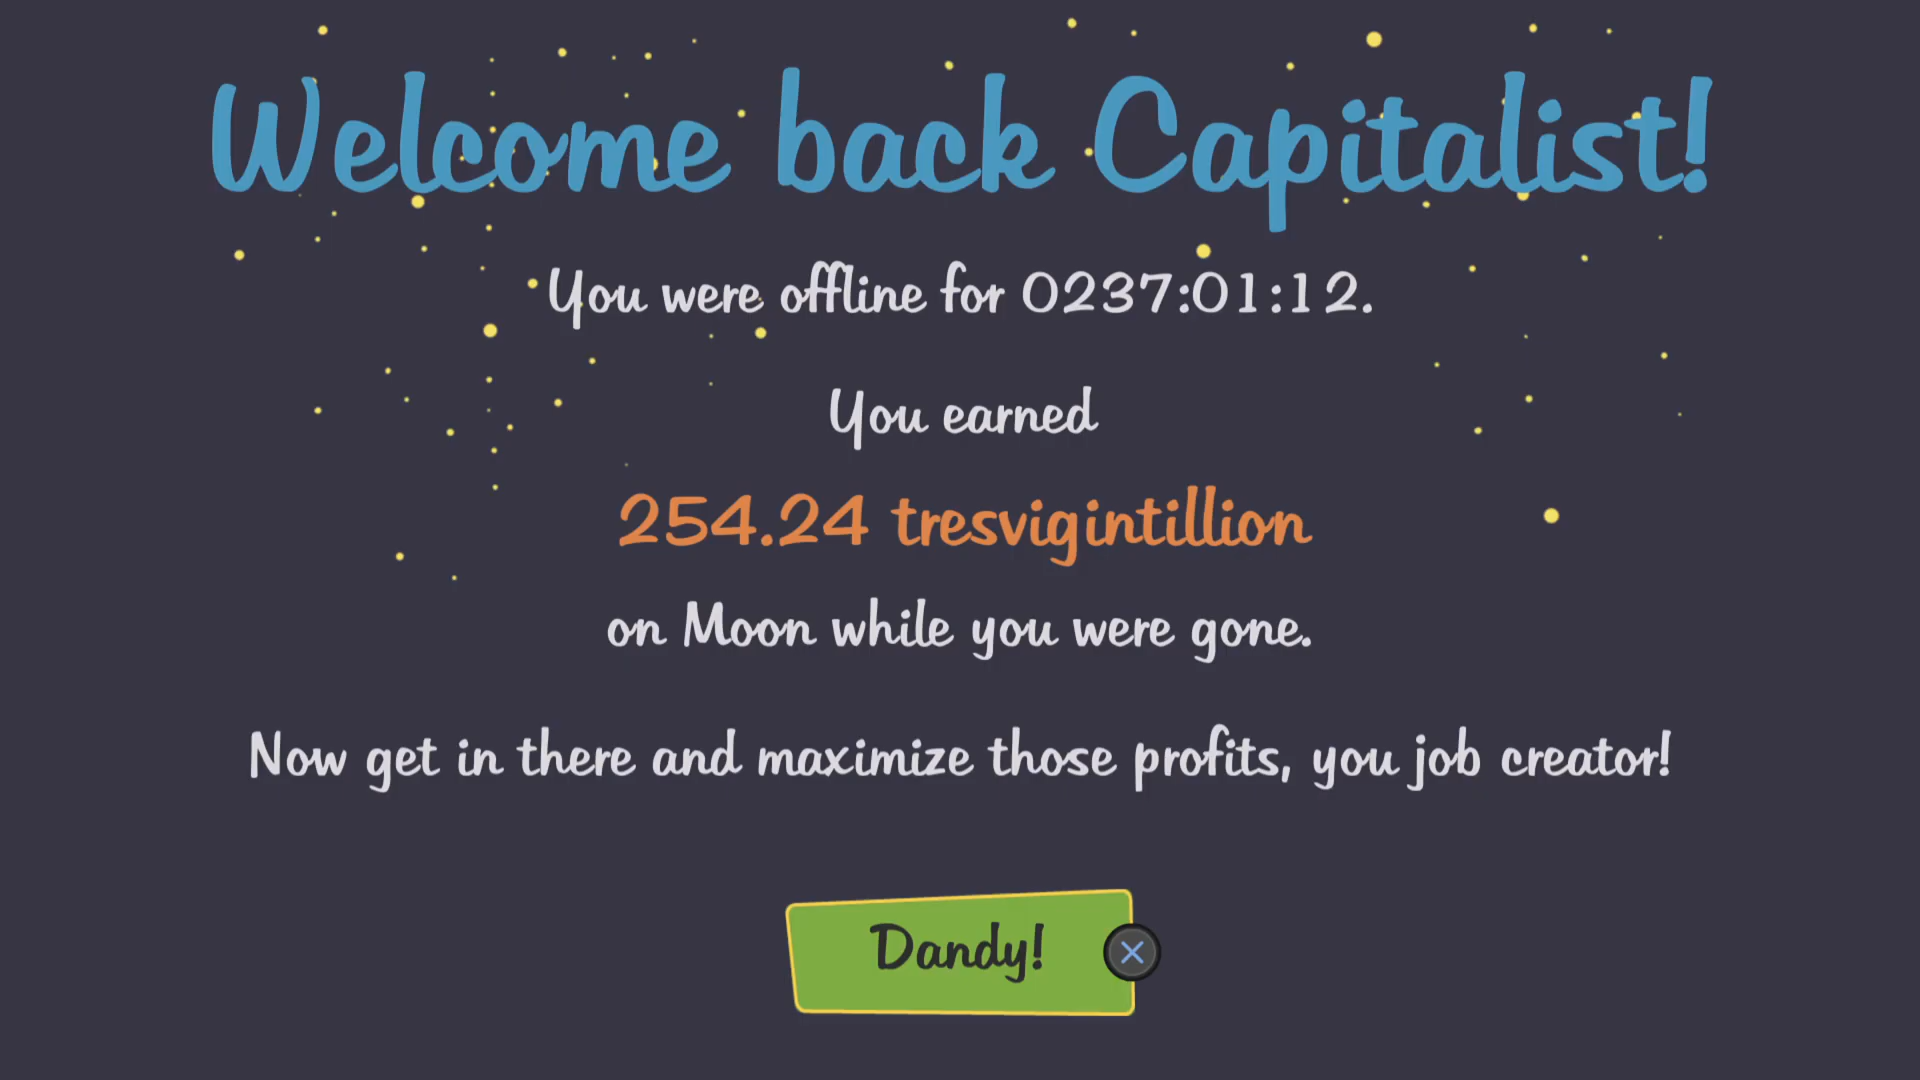 Welcome back Capitalist!
You were offline for 0237:01:12.
You earned
254.24 tresvigintillion
on Moon while you were gone.
Now get in there and maximize those profits, you job creator!
Dandy!